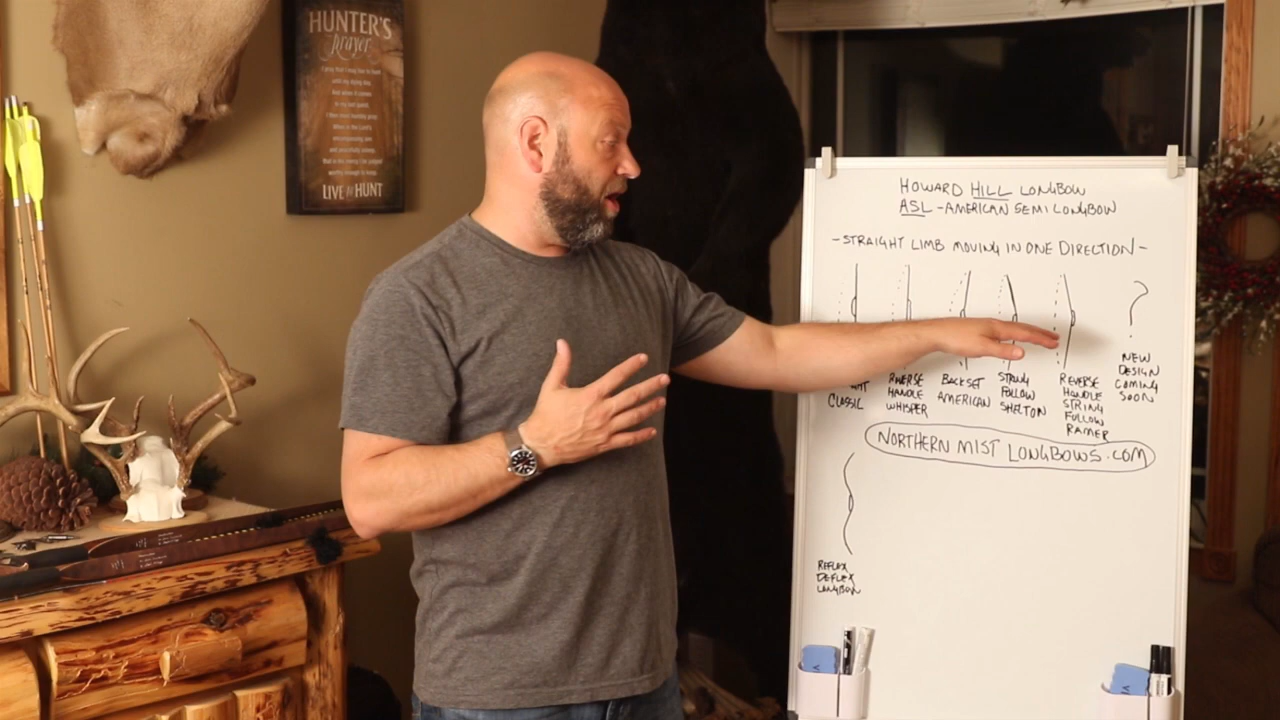 HUNTER'S
Prayer
LIVE to HUNT
HOWARD HILL LONGBOW
ASL - AMERICAN SEMI LONGBOW
- STRAIGHT LIMB MOVING IN ONE DIRECTION -
?
CLASSIC
REVERSE
HANDLE
WHISPER
BACKSET
AMERICAN
STRING
FOLLOW
SHELTON
REVERSE
HANDLE
STRING
FOLLOW
RAMER
NEW
DESIGN
COMING
SOON
NORTHERN MIST LONGBOWS.COM
REFLEX
DEFLEX
LONGBOW